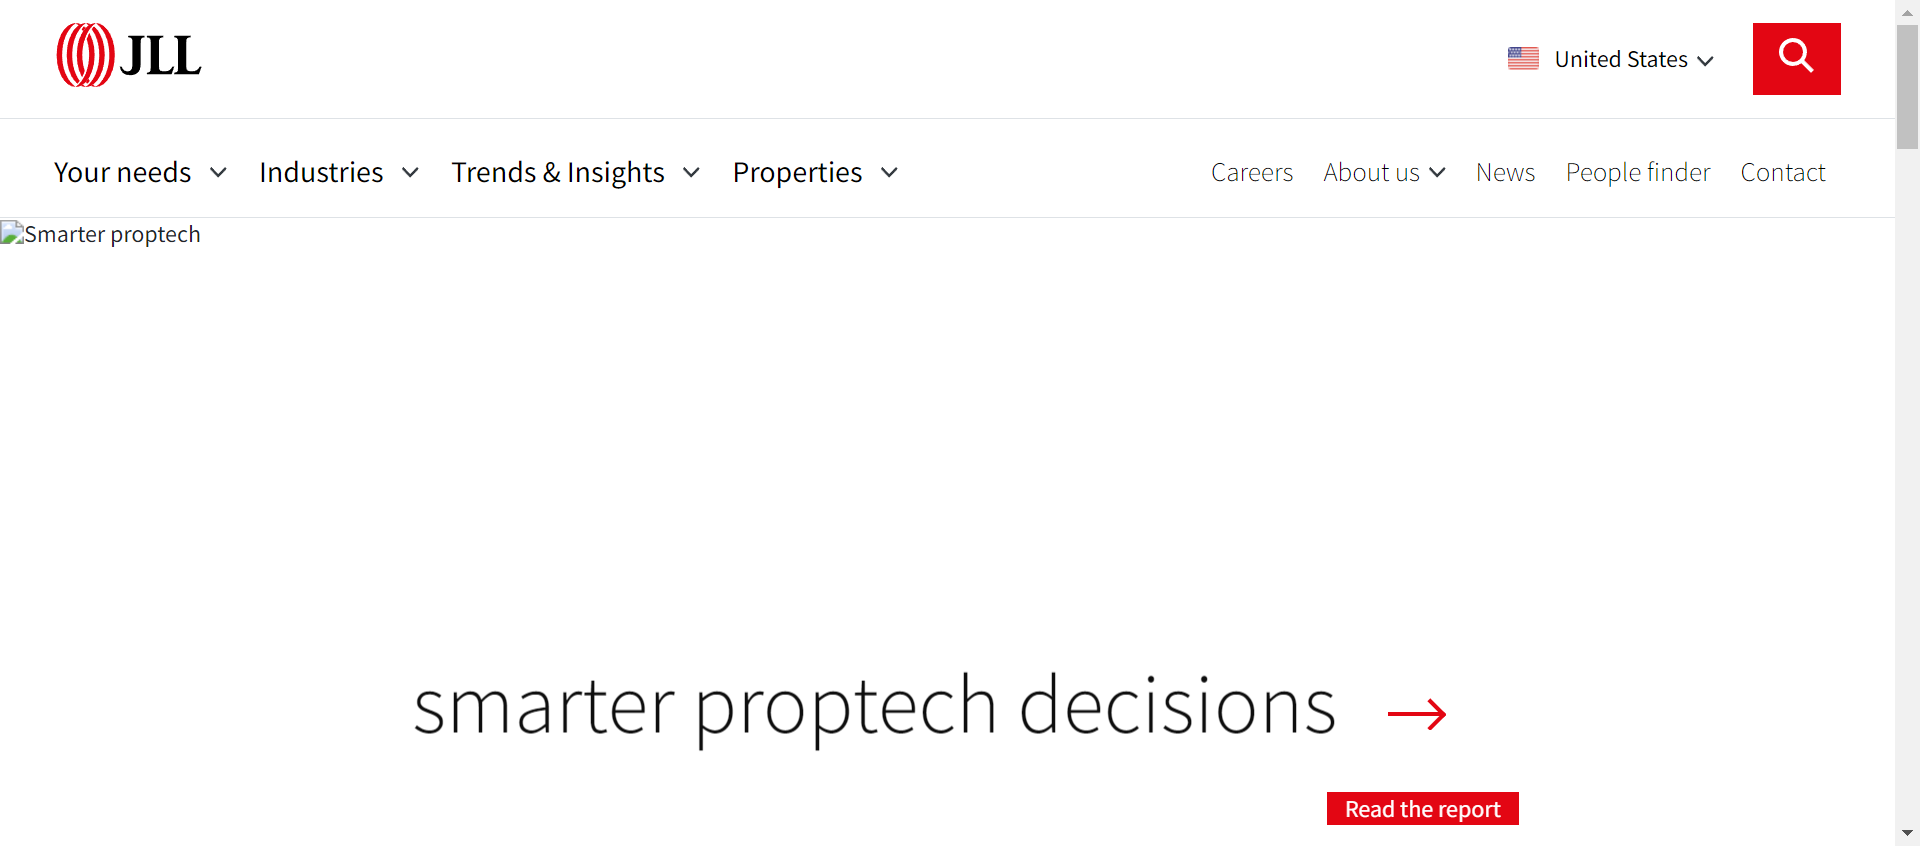 JLL
United States
Your needs Industries Trends & Insights Properties Careers About us News People finder Contact
Smarter proptech
smarter proptech decisions
Read the report